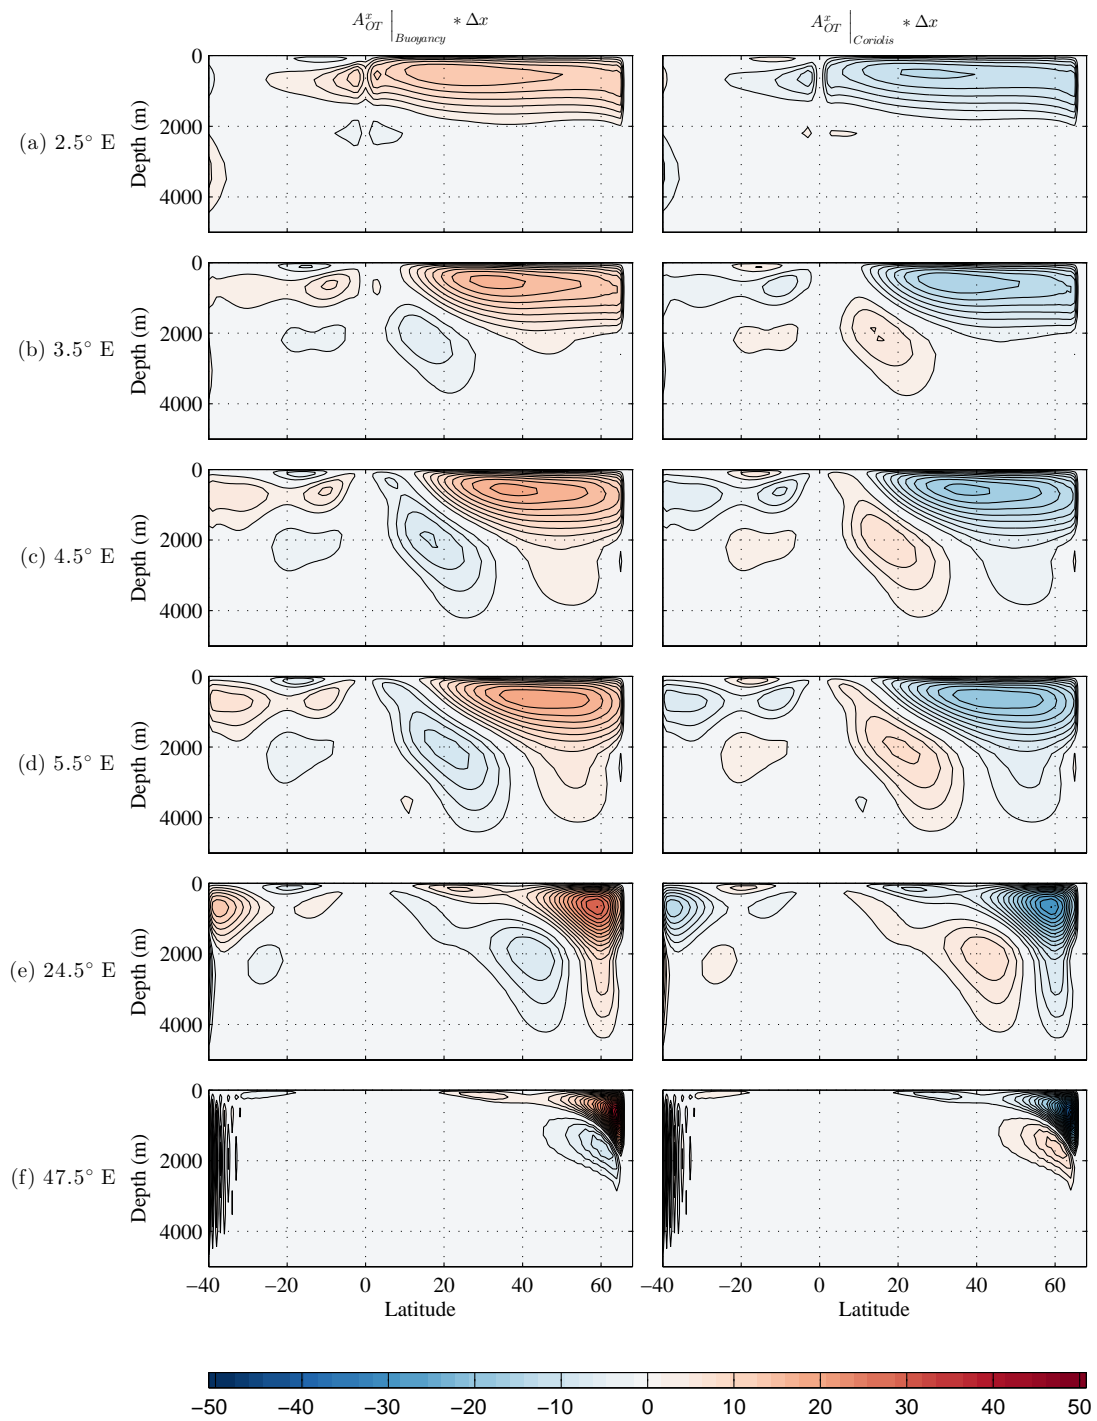 A^x_OT |_Buoyancy * Δx
A^x_OT |_Coriolis * Δx
(a) 2.5° E
Depth (m)
0
2000
4000
(b) 3.5° E
Depth (m)
0
2000
4000
(c) 4.5° E
Depth (m)
0
2000
4000
(d) 5.5° E
Depth (m)
0
2000
4000
(e) 24.5° E
Depth (m)
0
2000
4000
(f) 47.5° E
Depth (m)
0
2000
4000
−40 −20 0 20 40 60
−40 −20 0 20 40 60
Latitude
Latitude
−50 −40 −30 −20 −10 0 10 20 30 40 50